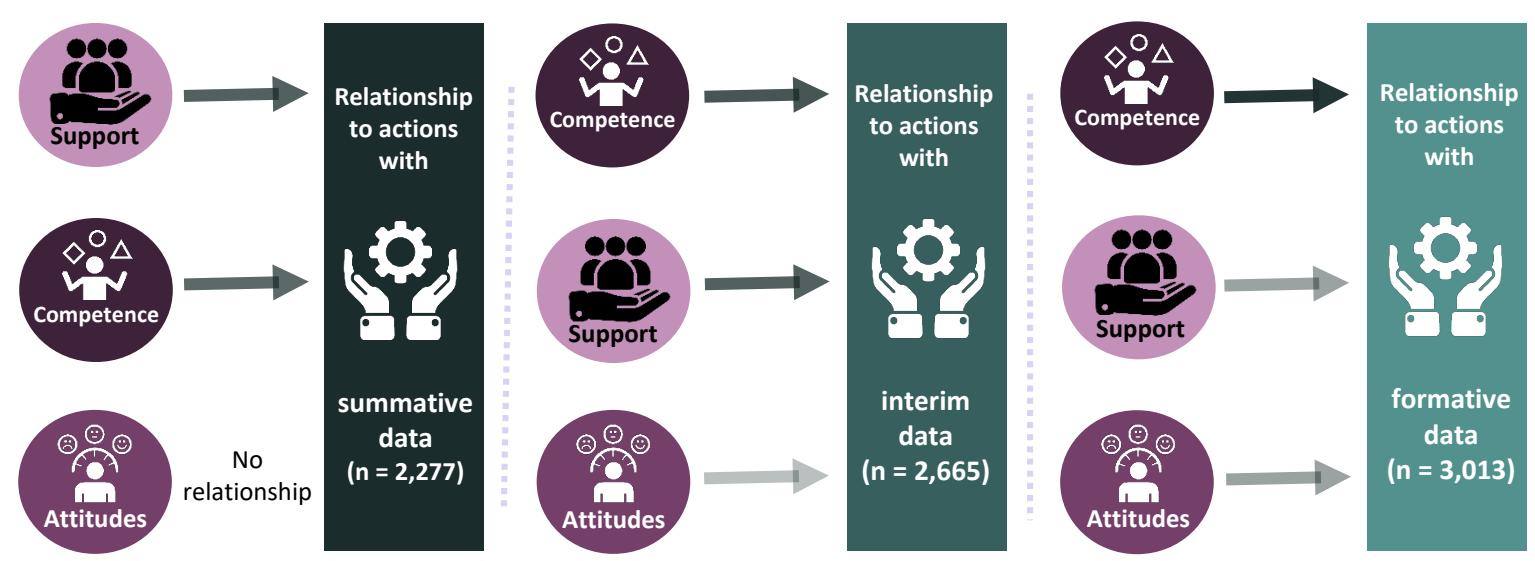 Support
Competence
No
relationship
Attitudes
Relationship
to actions
with
summative
data
(n = 2,277)
Competence
Support
Attitudes
Relationship
to actions
with
interim
data
(n = 2,665)
Competence
Support
Attitudes
Relationship
to actions
with
formative
data
(n = 3,013)